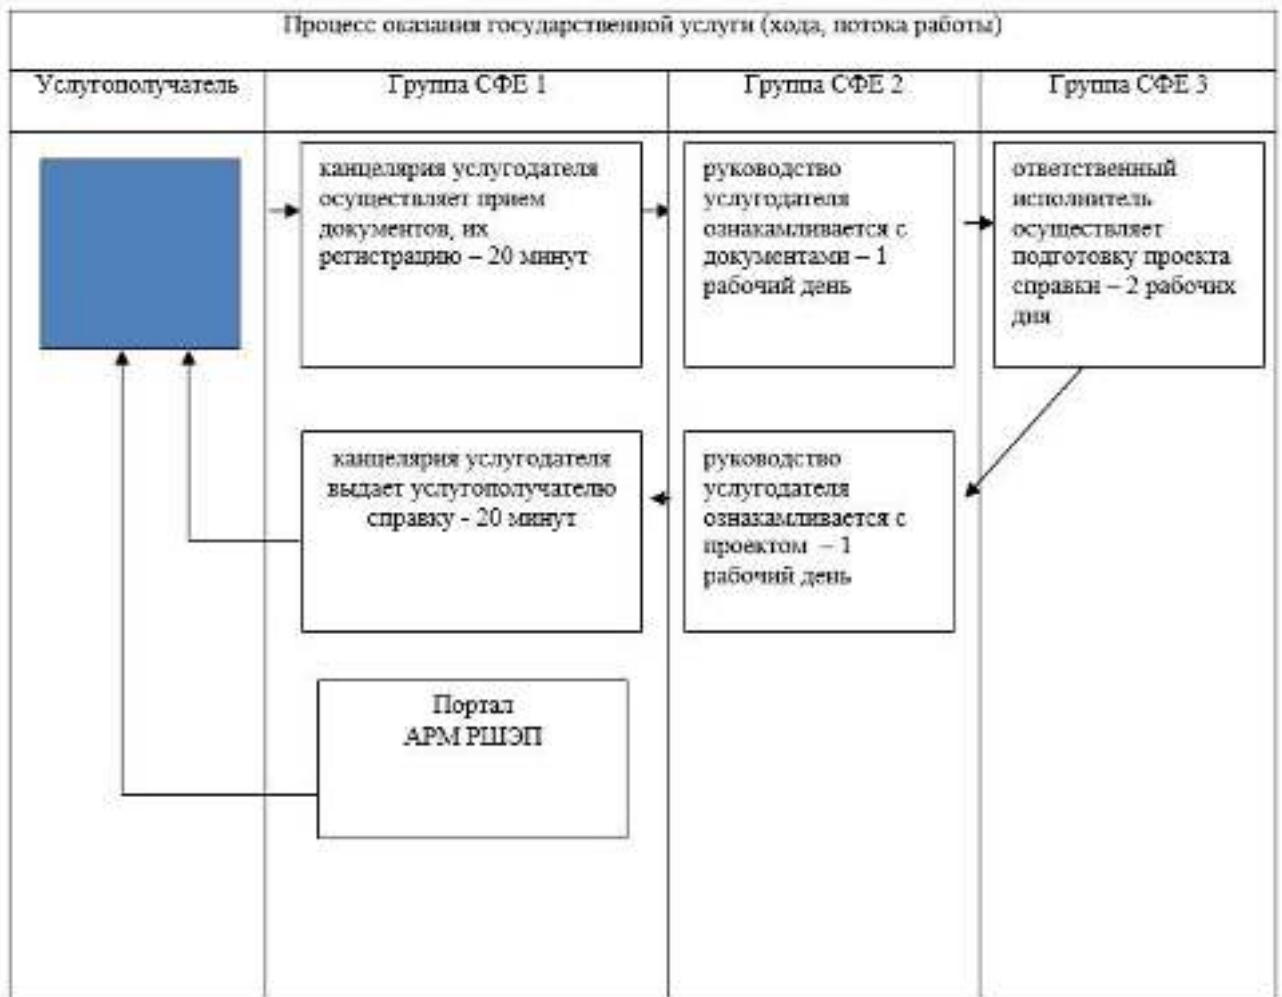 Процесс оказания государственной услуги (хода, потока работы)
Услугополучатель
Группа СФЕ 1
Группа СФЕ 2
Группа СФЕ 3
канцелярия услугодателя
осуществляет прием
документов, их
регистрацию – 20 минут
руководство
услугодателя
ознакамливается с
документами – 1
рабочий день
ответственный
исполнитель
осуществляет
подготовку проекта
справки – 2 рабочих
дня
канцелярия услугодателя
выдает услугополучателю
справку - 20 минут
руководство
услугодателя
ознакамливается с
проектом – 1
рабочий день
Портал
АРМ РШЭП